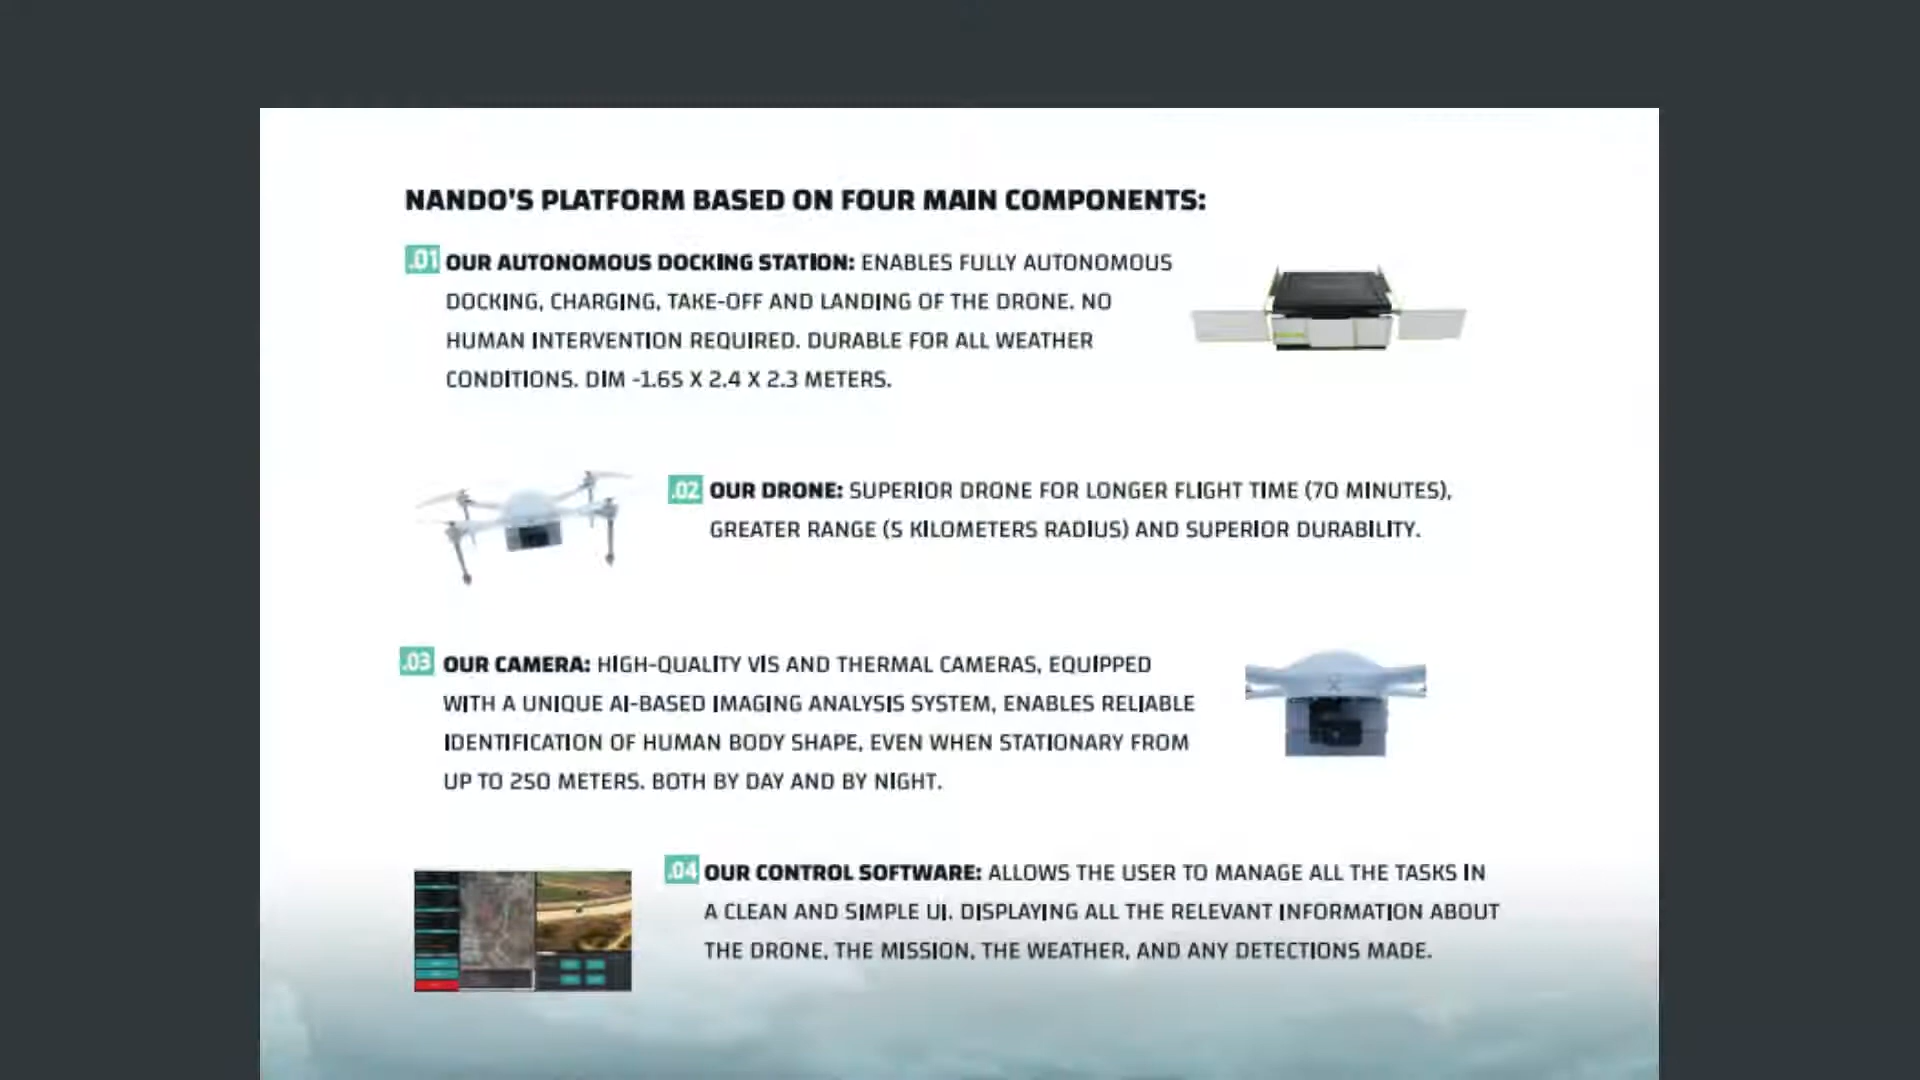 NANDO'S PLATFORM BASED ON FOUR MAIN COMPONENTS:
.01 OUR AUTONOMOUS DOCKING STATION: ENABLES FULLY AUTONOMOUS
DOCKING, CHARGING, TAKE-OFF AND LANDING OF THE DRONE. NO
HUMAN INTERVENTION REQUIRED. DURABLE FOR ALL WEATHER
CONDITIONS. DIM -1.65 X 2.4 X 2.3 METERS.
.02 OUR DRONE: SUPERIOR DRONE FOR LONGER FLIGHT TIME (70 MINUTES),
GREATER RANGE (5 KILOMETERS RADIUS) AND SUPERIOR DURABILITY.
.03 OUR CAMERA: HIGH-QUALITY VIS AND THERMAL CAMERAS, EQUIPPED
WITH A UNIQUE AI-BASED IMAGING ANALYSIS SYSTEM, ENABLES RELIABLE
IDENTIFICATION OF HUMAN BODY SHAPE, EVEN WHEN STATIONARY FROM
UP TO 250 METERS. BOTH BY DAY AND BY NIGHT.
.04 OUR CONTROL SOFTWARE: ALLOWS THE USER TO MANAGE ALL THE TASKS IN
A CLEAN AND SIMPLE UI. DISPLAYING ALL THE RELEVANT INFORMATION ABOUT
THE DRONE, THE MISSION, THE WEATHER, AND ANY DETECTIONS MADE.